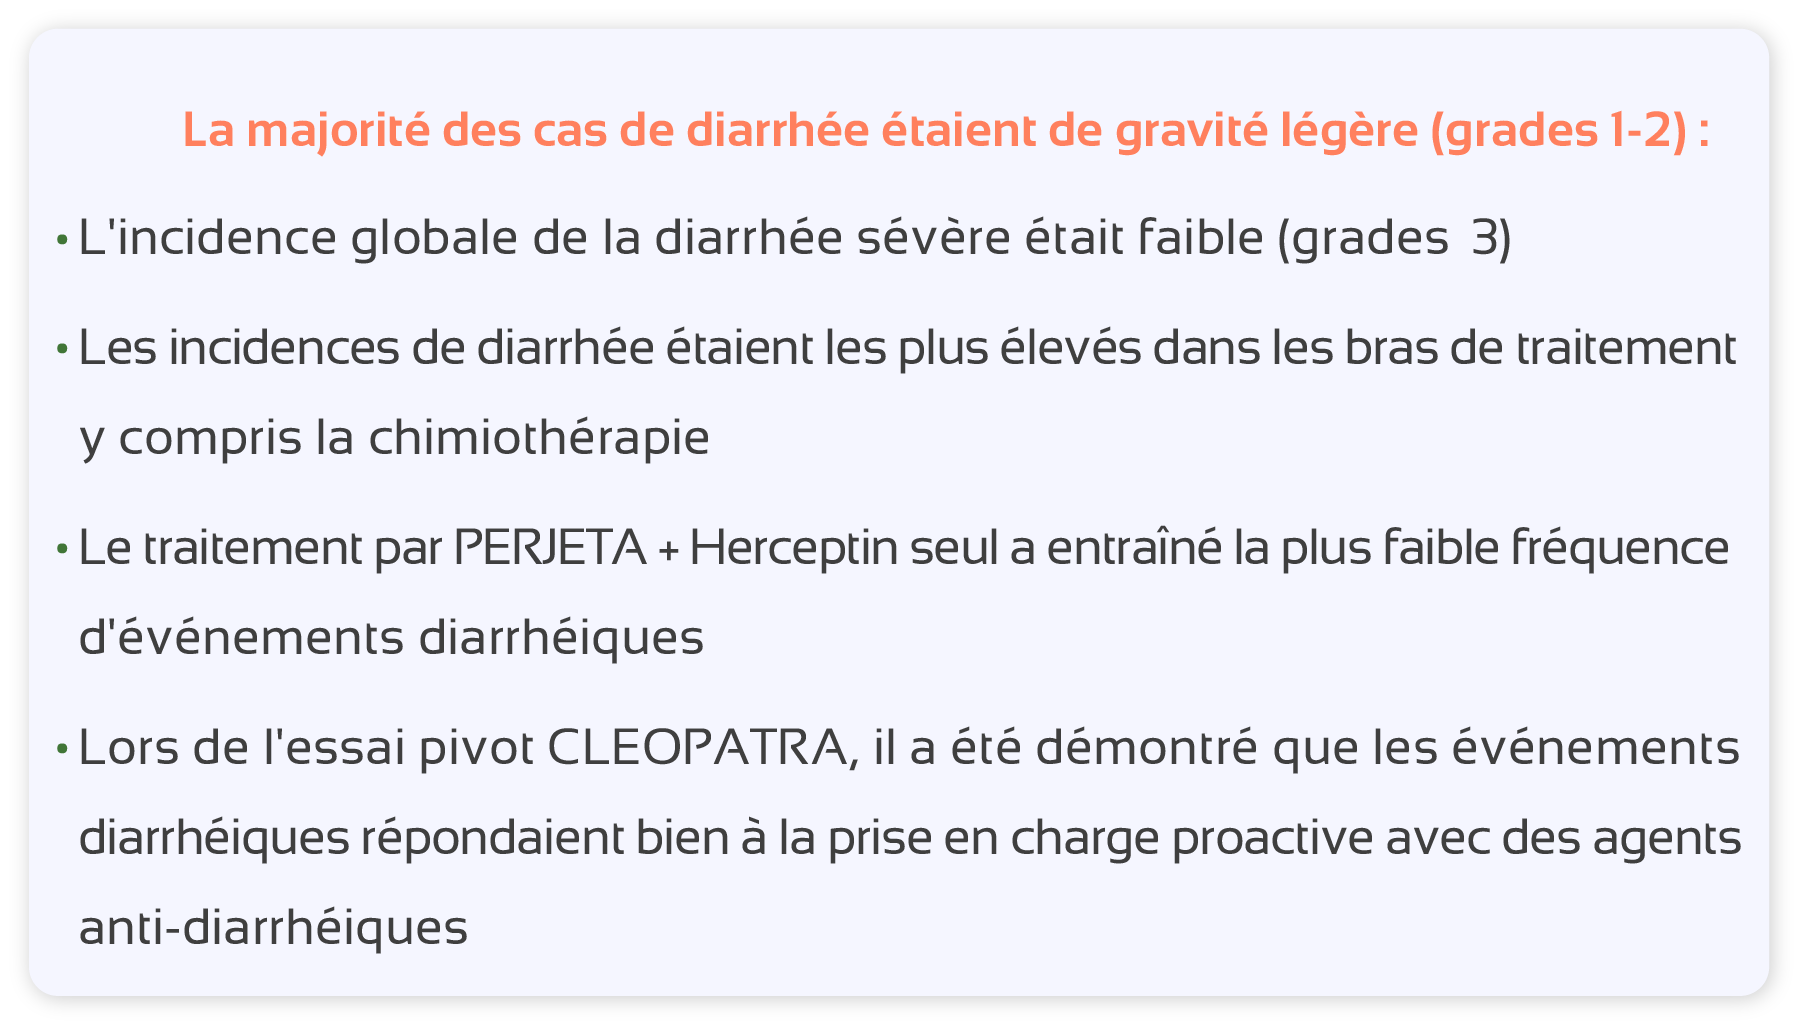 La majorité des cas de diarrhée étaient de gravité légère (grades 1-2) :
• L'incidence globale de la diarrhée sévère était faible (grades  3)
• Les incidences de diarrhée étaient les plus élevés dans les bras de traitement
y compris la chimiothérapie
• Le traitement par PERJETA + Herceptin seul a entraîné la plus faible fréquence
d'événements diarrhéiques
• Lors de l'essai pivot CLEOPATRA, il a été démontré que les événements
diarrhéiques répondaient bien à la prise en charge proactive avec des agents
anti-diarrhéiques